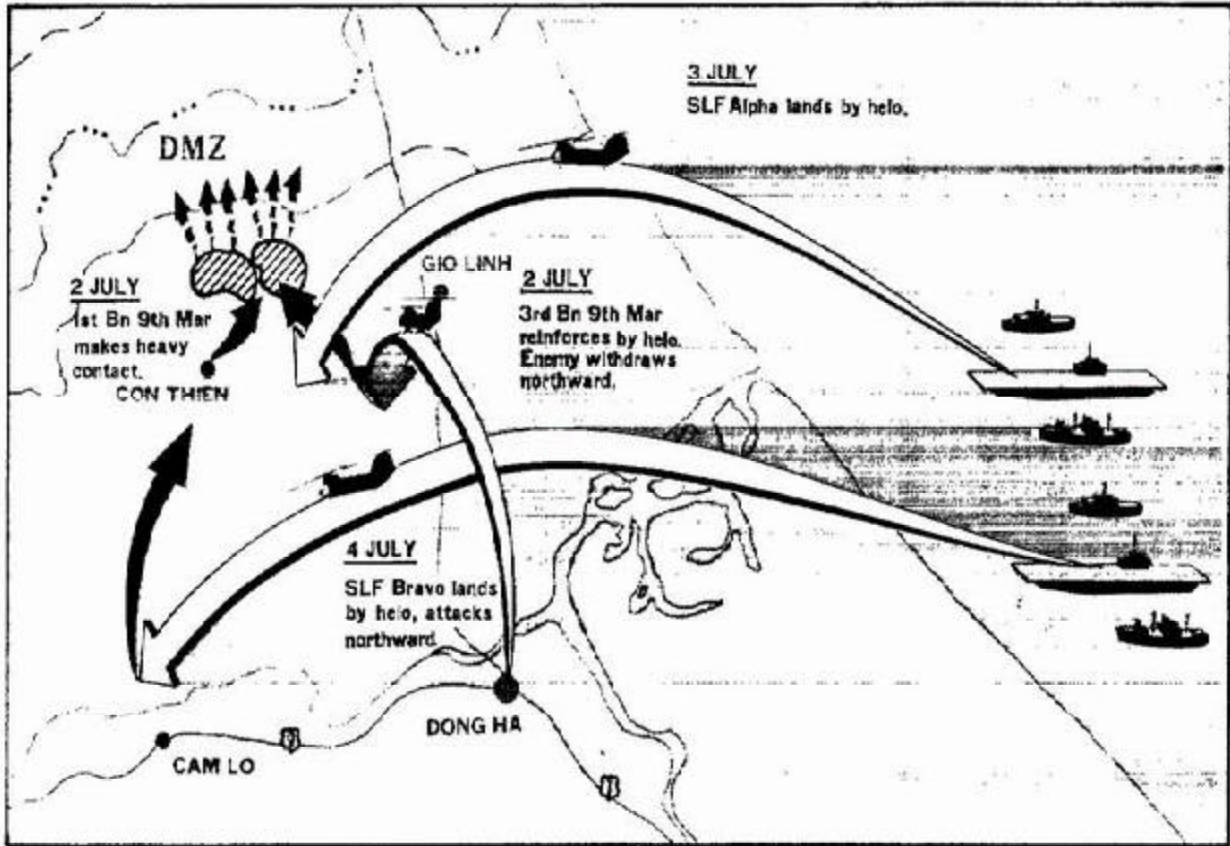 3 JULY
SLF Alpha lands by helo.
DMZ
GIO LINH
2 JULY
1st Bn 9th Mar
makes heavy
contact.
CON THIEN
2 JULY
3rd Bn 9th Mar
reinforces by helo.
Enemy withdraws
northward.
4 JULY
SLF Bravo lands
by helo, attacks
northward.
DONG HA
CAM LO